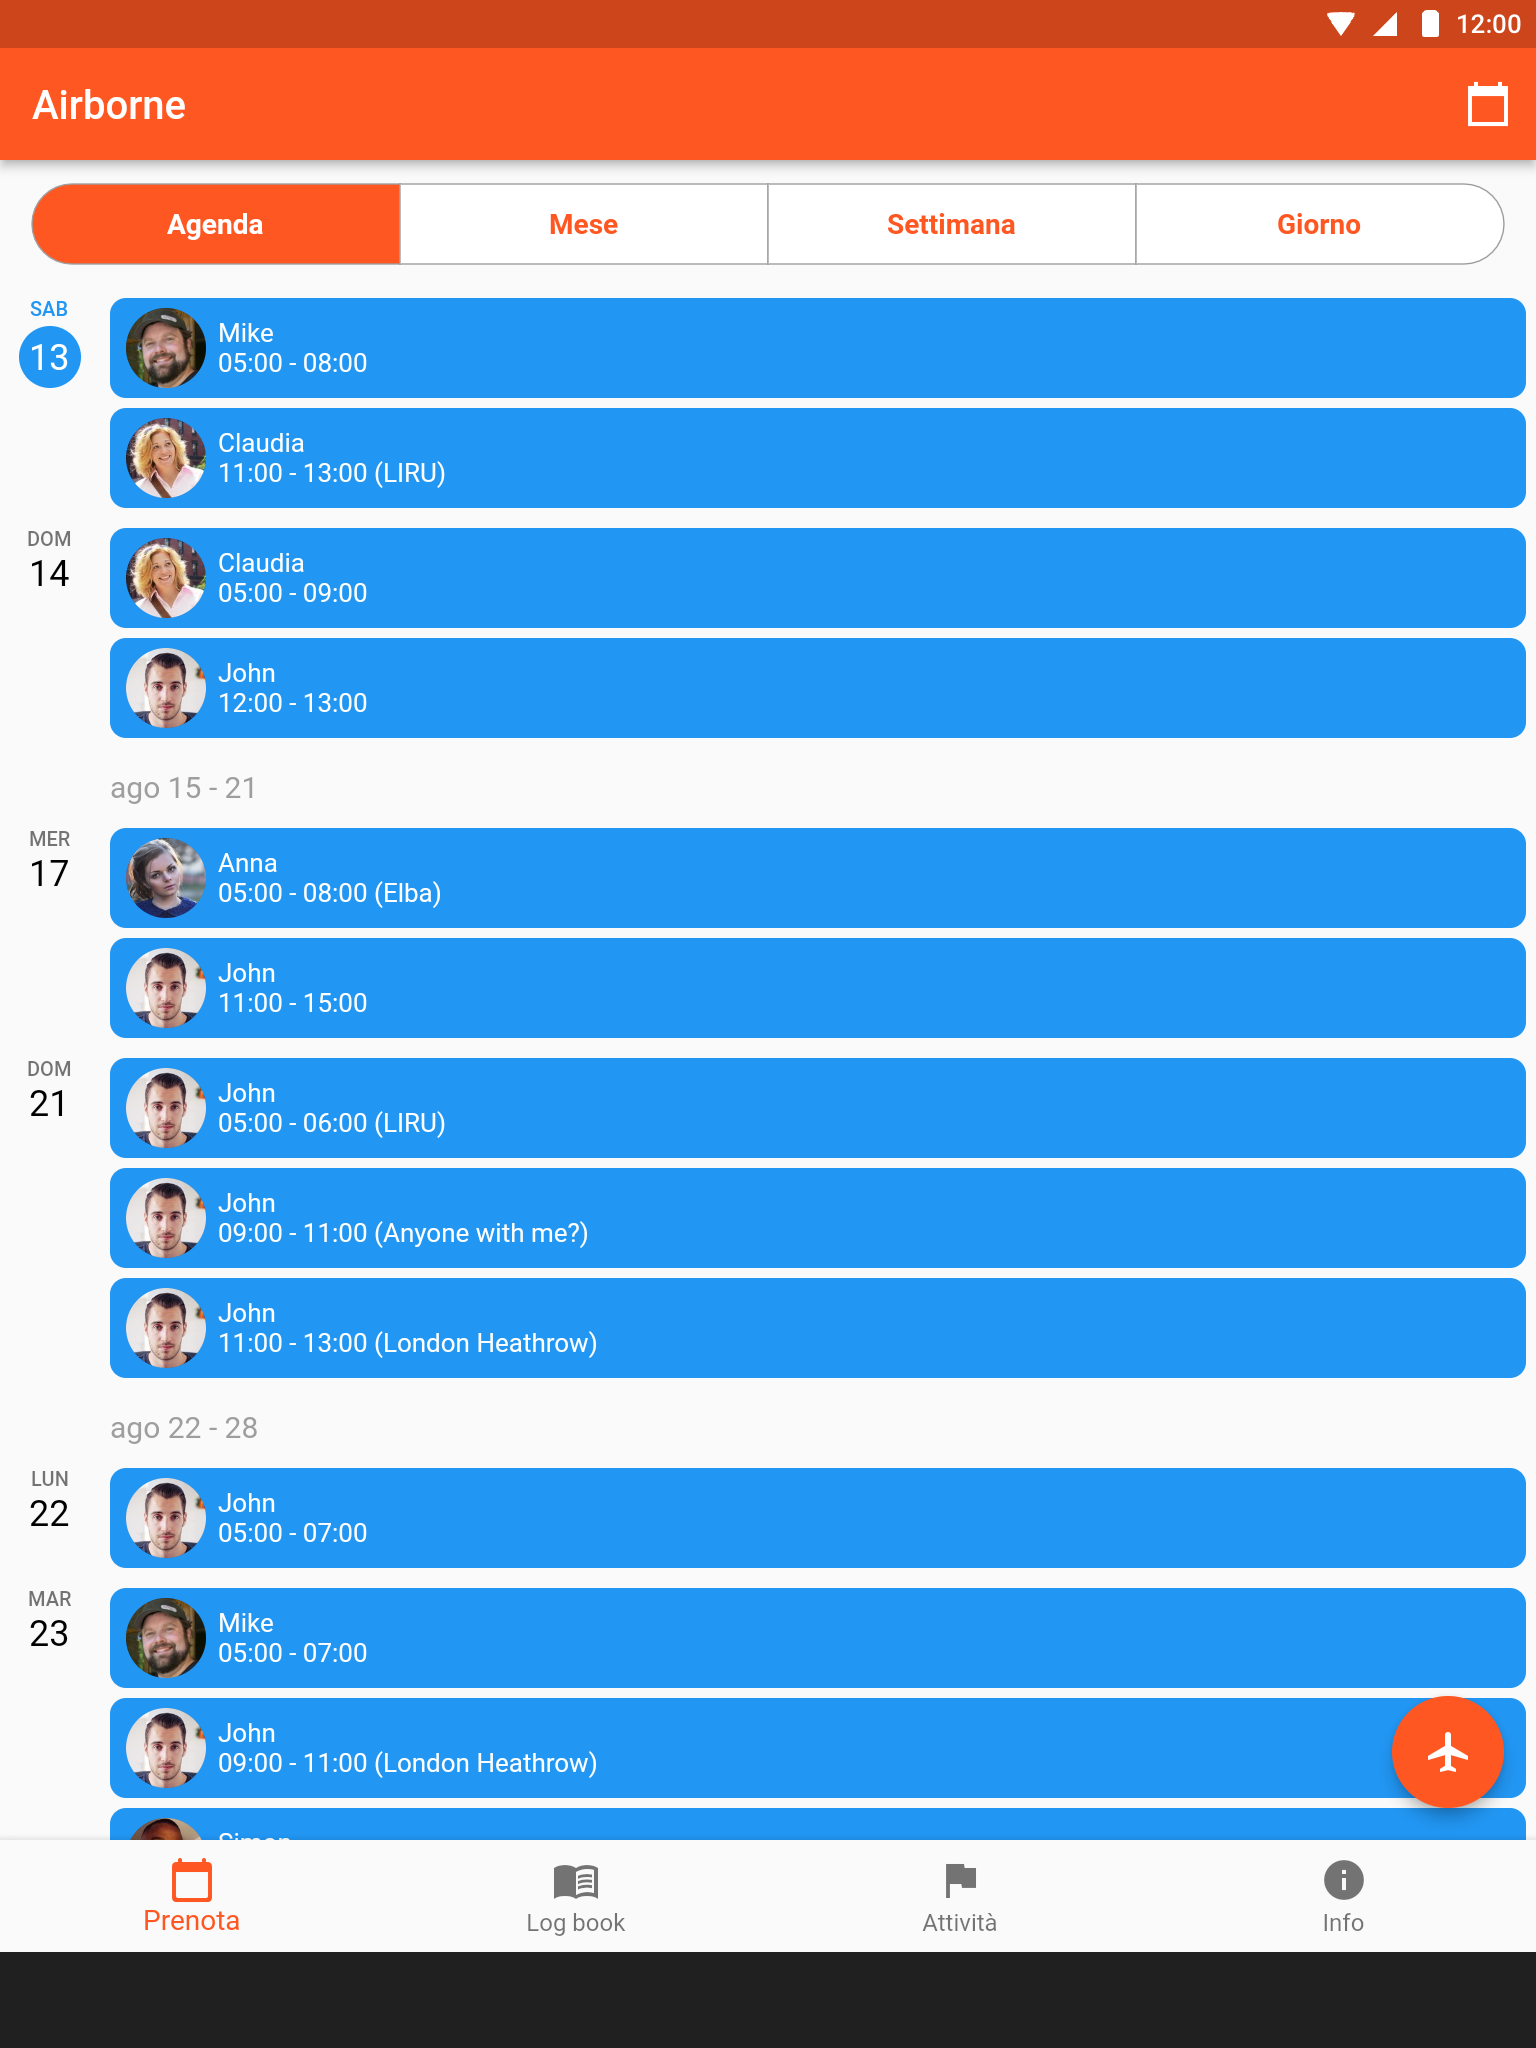 12:00
Airborne
Agenda
Mese
Settimana
Giorno
SAB
13
Mike
05:00 - 08:00
Claudia
11:00 - 13:00 (LIRU)
DOM
14
Claudia
05:00 - 09:00
John
12:00 - 13:00
ago 15 - 21
MER
17
Anna
05:00 - 08:00 (Elba)
John
11:00 - 15:00
DOM
21
John
05:00 - 06:00 (LIRU)
John
09:00 - 11:00 (Anyone with me?)
John
11:00 - 13:00 (London Heathrow)
ago 22 - 28
LUN
22
John
05:00 - 07:00
MAR
23
Mike
05:00 - 07:00
John
09:00 - 11:00 (London Heathrow)
Prenota
Log book
Attività
Info